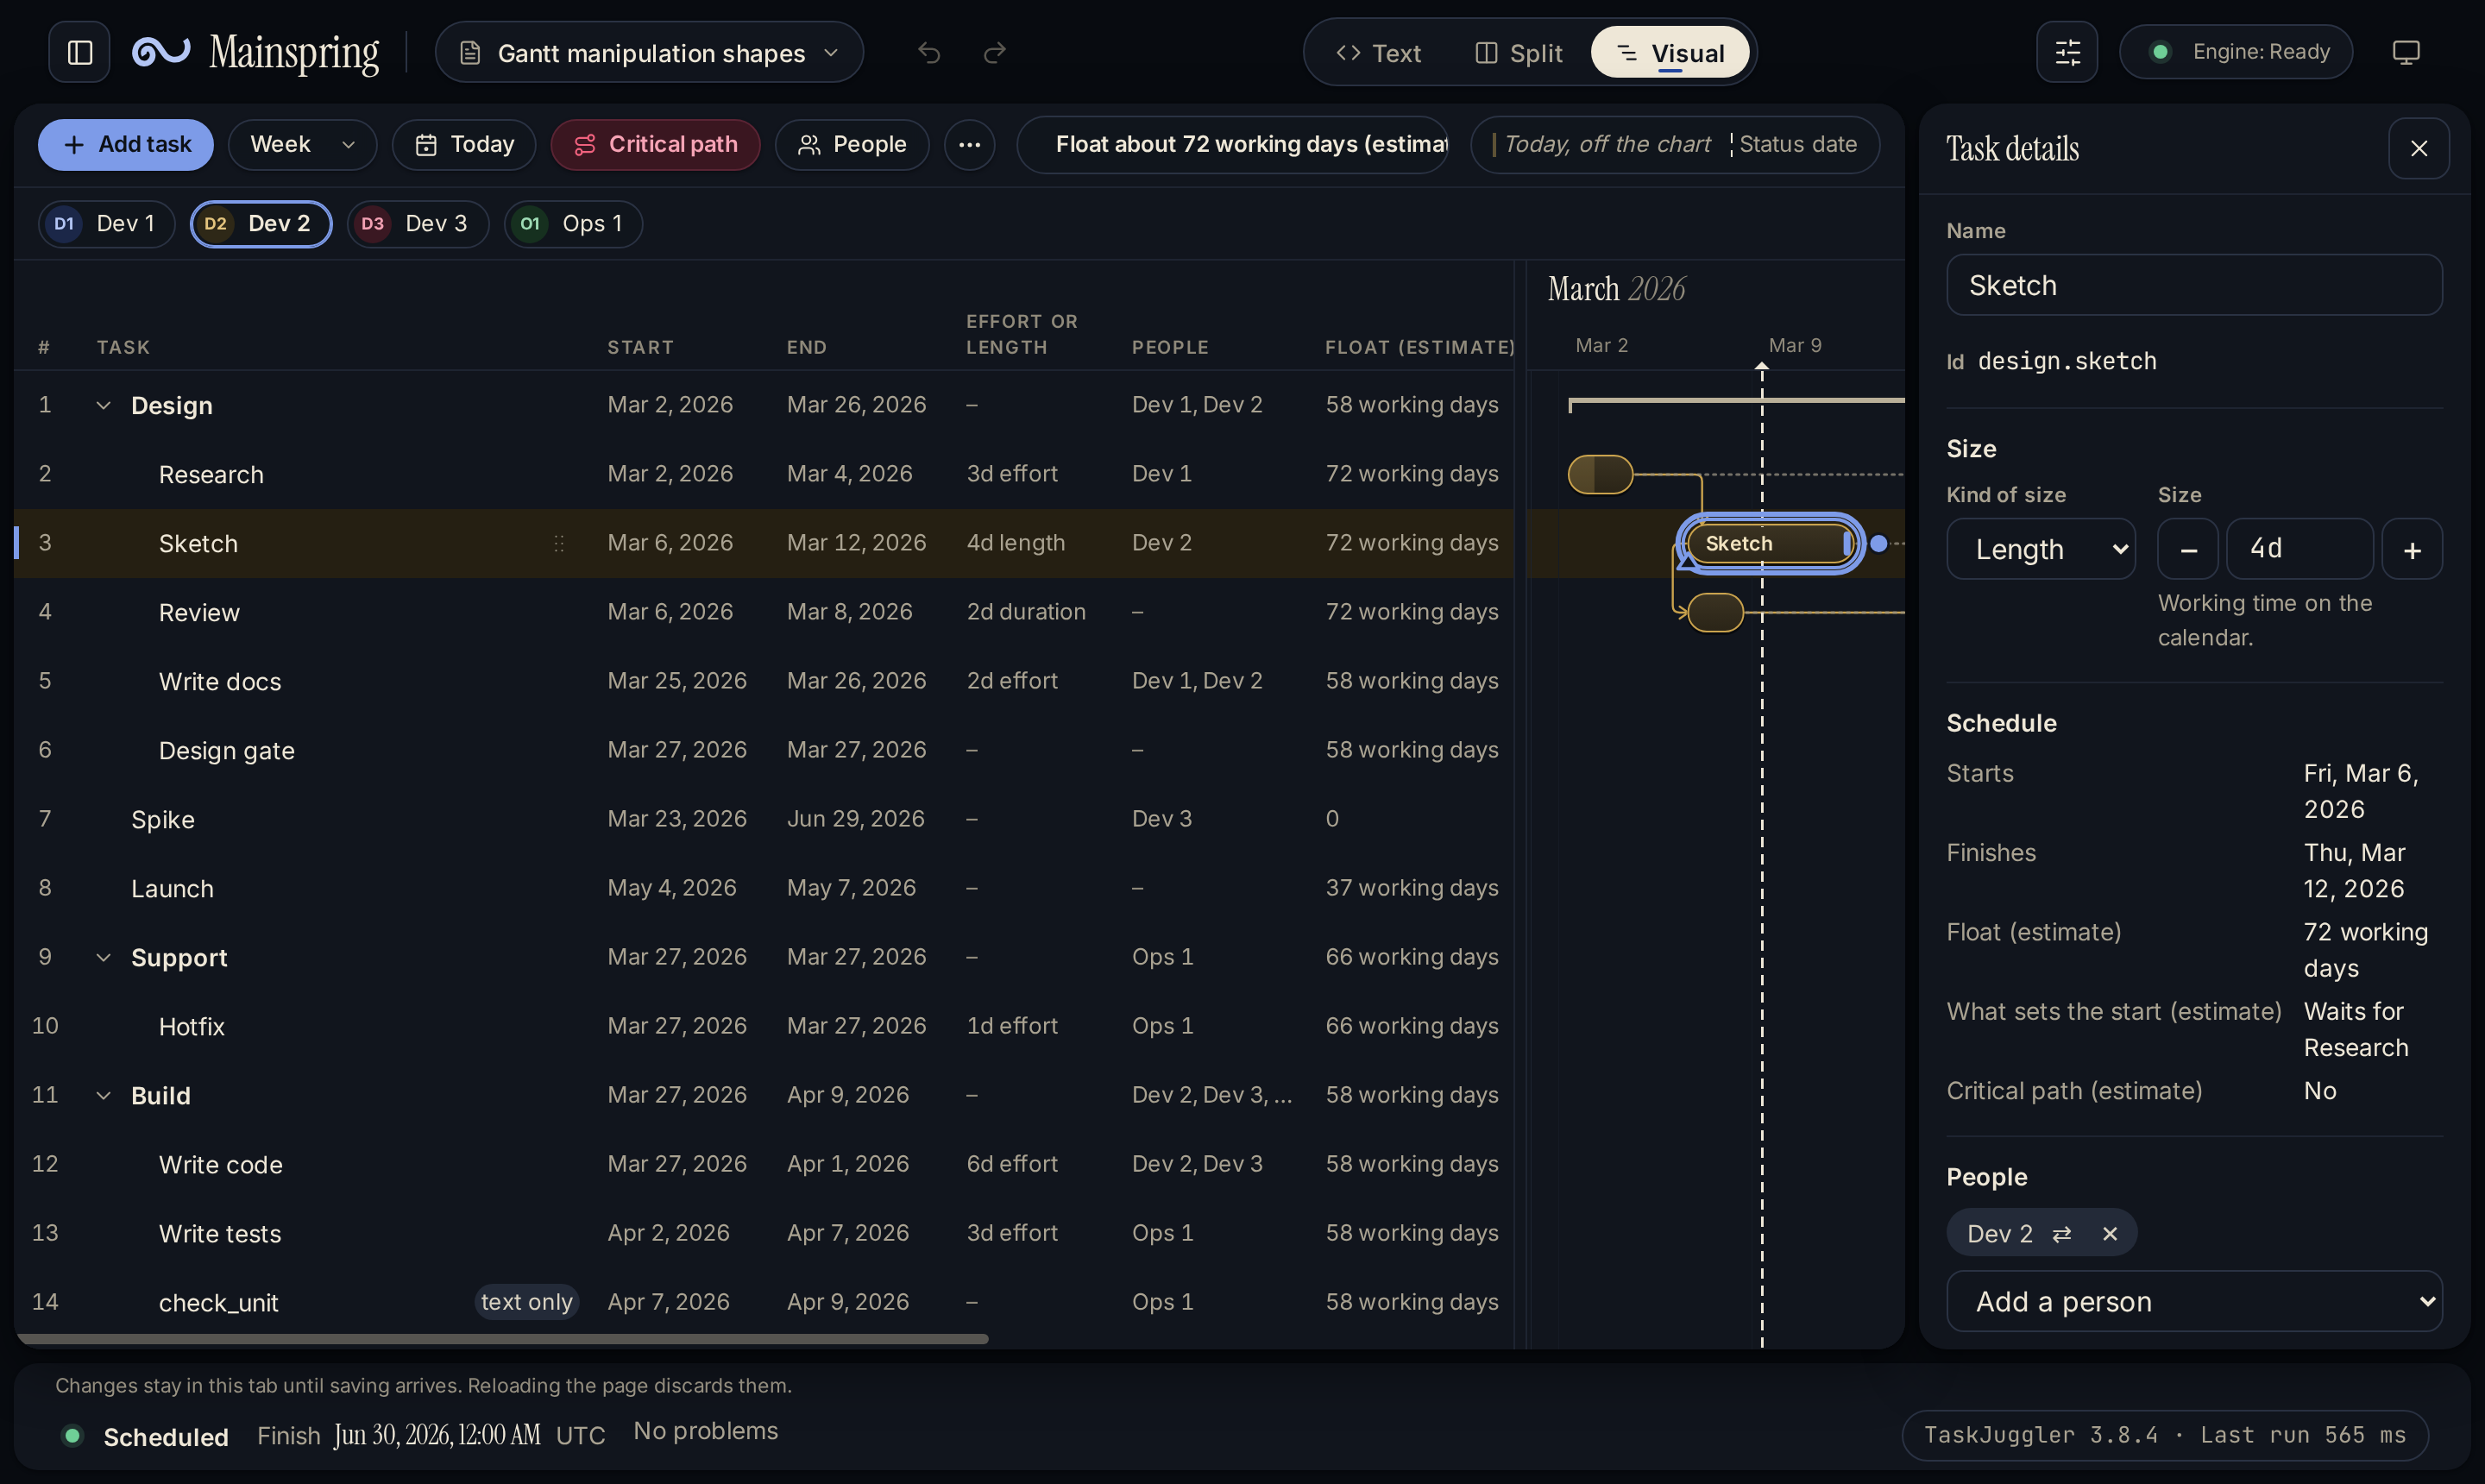 Mainspring
Gantt manipulation shapes
Text
Split
Visual
Engine: Ready
Add task
Week
Today
Critical path
People
Float about 72 working days (estimat
Today, off the chart
Status date
D1 Dev 1
D2 Dev 2
D3 Dev 3
O1 Ops 1
March 2026
Mar 2
Mar 9
# TASK START END EFFORT OR LENGTH PEOPLE FLOAT (ESTIMATE)
1 Design Mar 2, 2026 Mar 26, 2026 – Dev 1, Dev 2 58 working days
2 Research Mar 2, 2026 Mar 4, 2026 3d effort Dev 1 72 working days
3 Sketch Mar 6, 2026 Mar 12, 2026 4d length Dev 2 72 working days
Sketch
4 Review Mar 6, 2026 Mar 8, 2026 2d duration – 72 working days
5 Write docs Mar 25, 2026 Mar 26, 2026 2d effort Dev 1, Dev 2 58 working days
6 Design gate Mar 27, 2026 Mar 27, 2026 – – 58 working days
7 Spike Mar 23, 2026 Jun 29, 2026 – Dev 3 0
8 Launch May 4, 2026 May 7, 2026 – – 37 working days
9 Support Mar 27, 2026 Mar 27, 2026 – Ops 1 66 working days
10 Hotfix Mar 27, 2026 Mar 27, 2026 1d effort Ops 1 66 working days
11 Build Mar 27, 2026 Apr 9, 2026 – Dev 2, Dev 3, ... 58 working days
12 Write code Mar 27, 2026 Apr 1, 2026 6d effort Dev 2, Dev 3 58 working days
13 Write tests Apr 2, 2026 Apr 7, 2026 3d effort Ops 1 58 working days
14 check_unit text only Apr 7, 2026 Apr 9, 2026 – Ops 1 58 working days
Task details
Name
Sketch
Id design.sketch
Size
Kind of size
Size
Length
4d
Working time on the
calendar.
Schedule
Starts Fri, Mar 6,
2026
Finishes Thu, Mar
12, 2026
Float (estimate) 72 working
days
What sets the start (estimate) Waits for
Research
Critical path (estimate) No
People
Dev 2
Add a person
Changes stay in this tab until saving arrives. Reloading the page discards them.
Scheduled Finish Jun 30, 2026, 12:00 AM UTC No problems
TaskJuggler 3.8.4 · Last run 565 ms